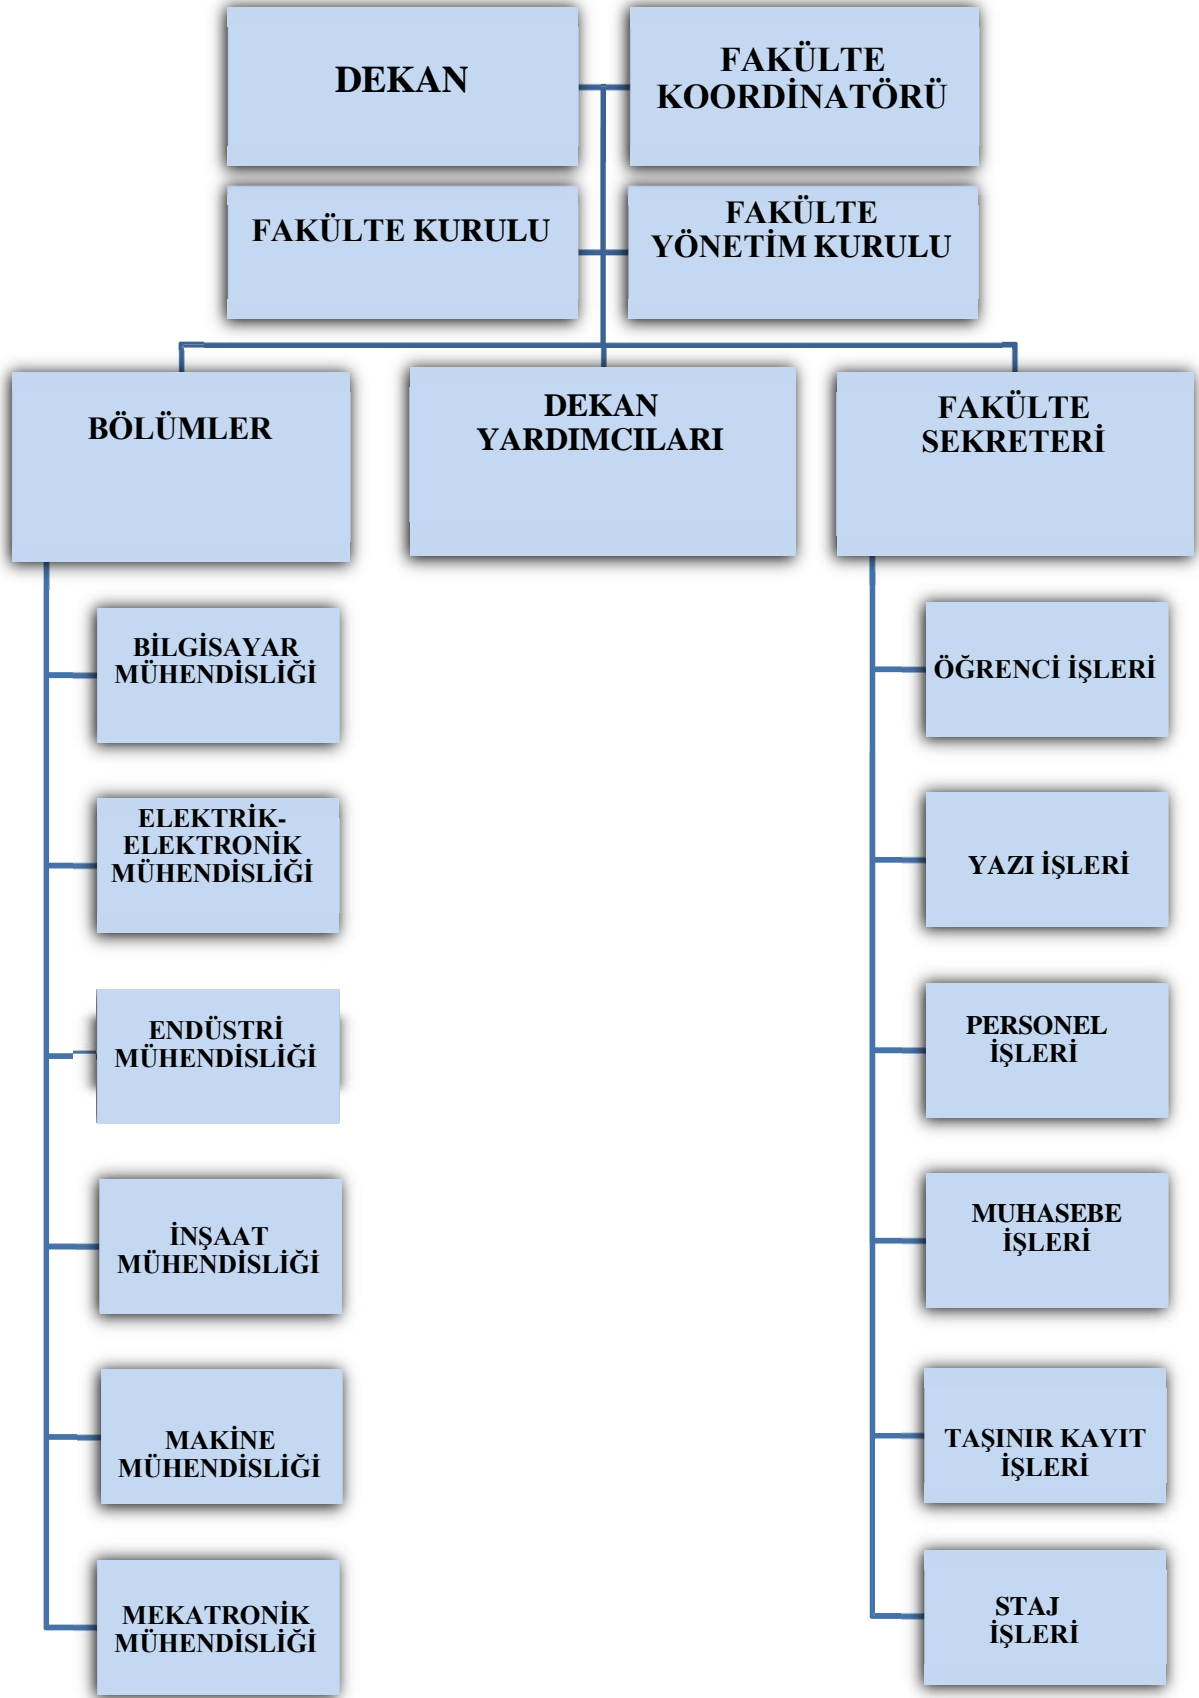 DEKAN
FAKÜLTE
KOORDİNATÖRÜ
FAKÜLTE KURULU
FAKÜLTE
YÖNETİM KURULU
BÖLÜMLER
DEKAN
YARDIMCILARI
FAKÜLTE
SEKRETERİ
BİLGİSAYAR
MÜHENDİSLİĞİ
ELEKTRİK-
ELEKTRONİK
MÜHENDİSLİĞİ
ENDÜSTRİ
MÜHENDİSLİĞİ
İNŞAAT
MÜHENDİSLİĞİ
MAKİNE
MÜHENDİSLİĞİ
MEKATRONİK
MÜHENDİSLİĞİ
ÖĞRENCİ İŞLERİ
YAZI İŞLERİ
PERSONEL
İŞLERİ
MUHASEBE
İŞLERİ
TAŞINIR KAYIT
İŞLERİ
STAJ
İŞLERİ